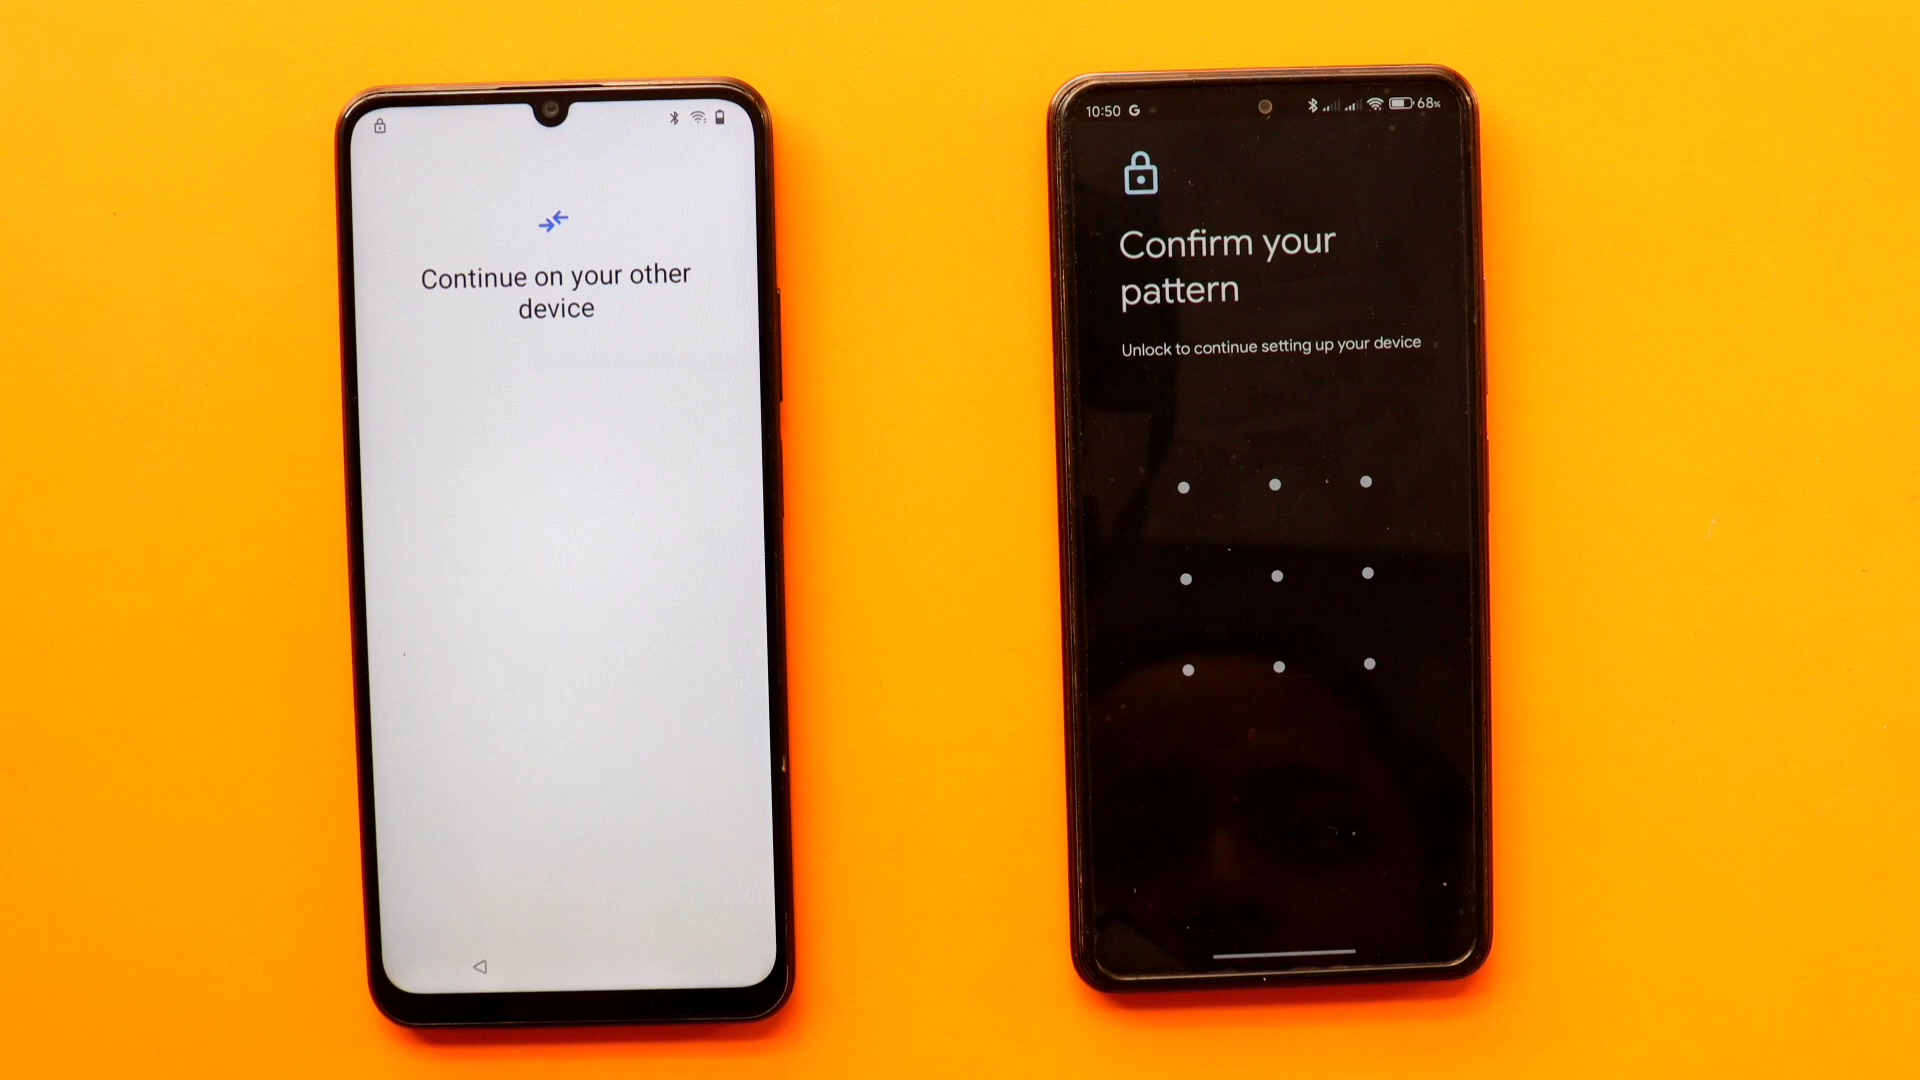 Continue on your other
device
10:50 G
68%
Confirm your
pattern
Unlock to continue setting up your device